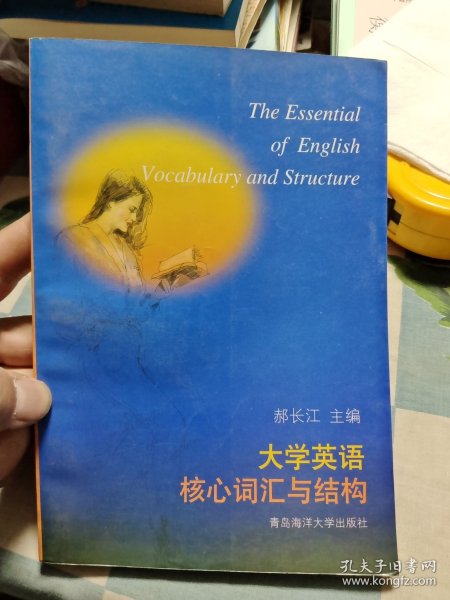 The Essential
of English
Vocabulary and Structure
郝长江 主编
大学英语
核心词汇与结构
青岛海洋大学出版社
孔夫子旧书网
www.kongfz.com